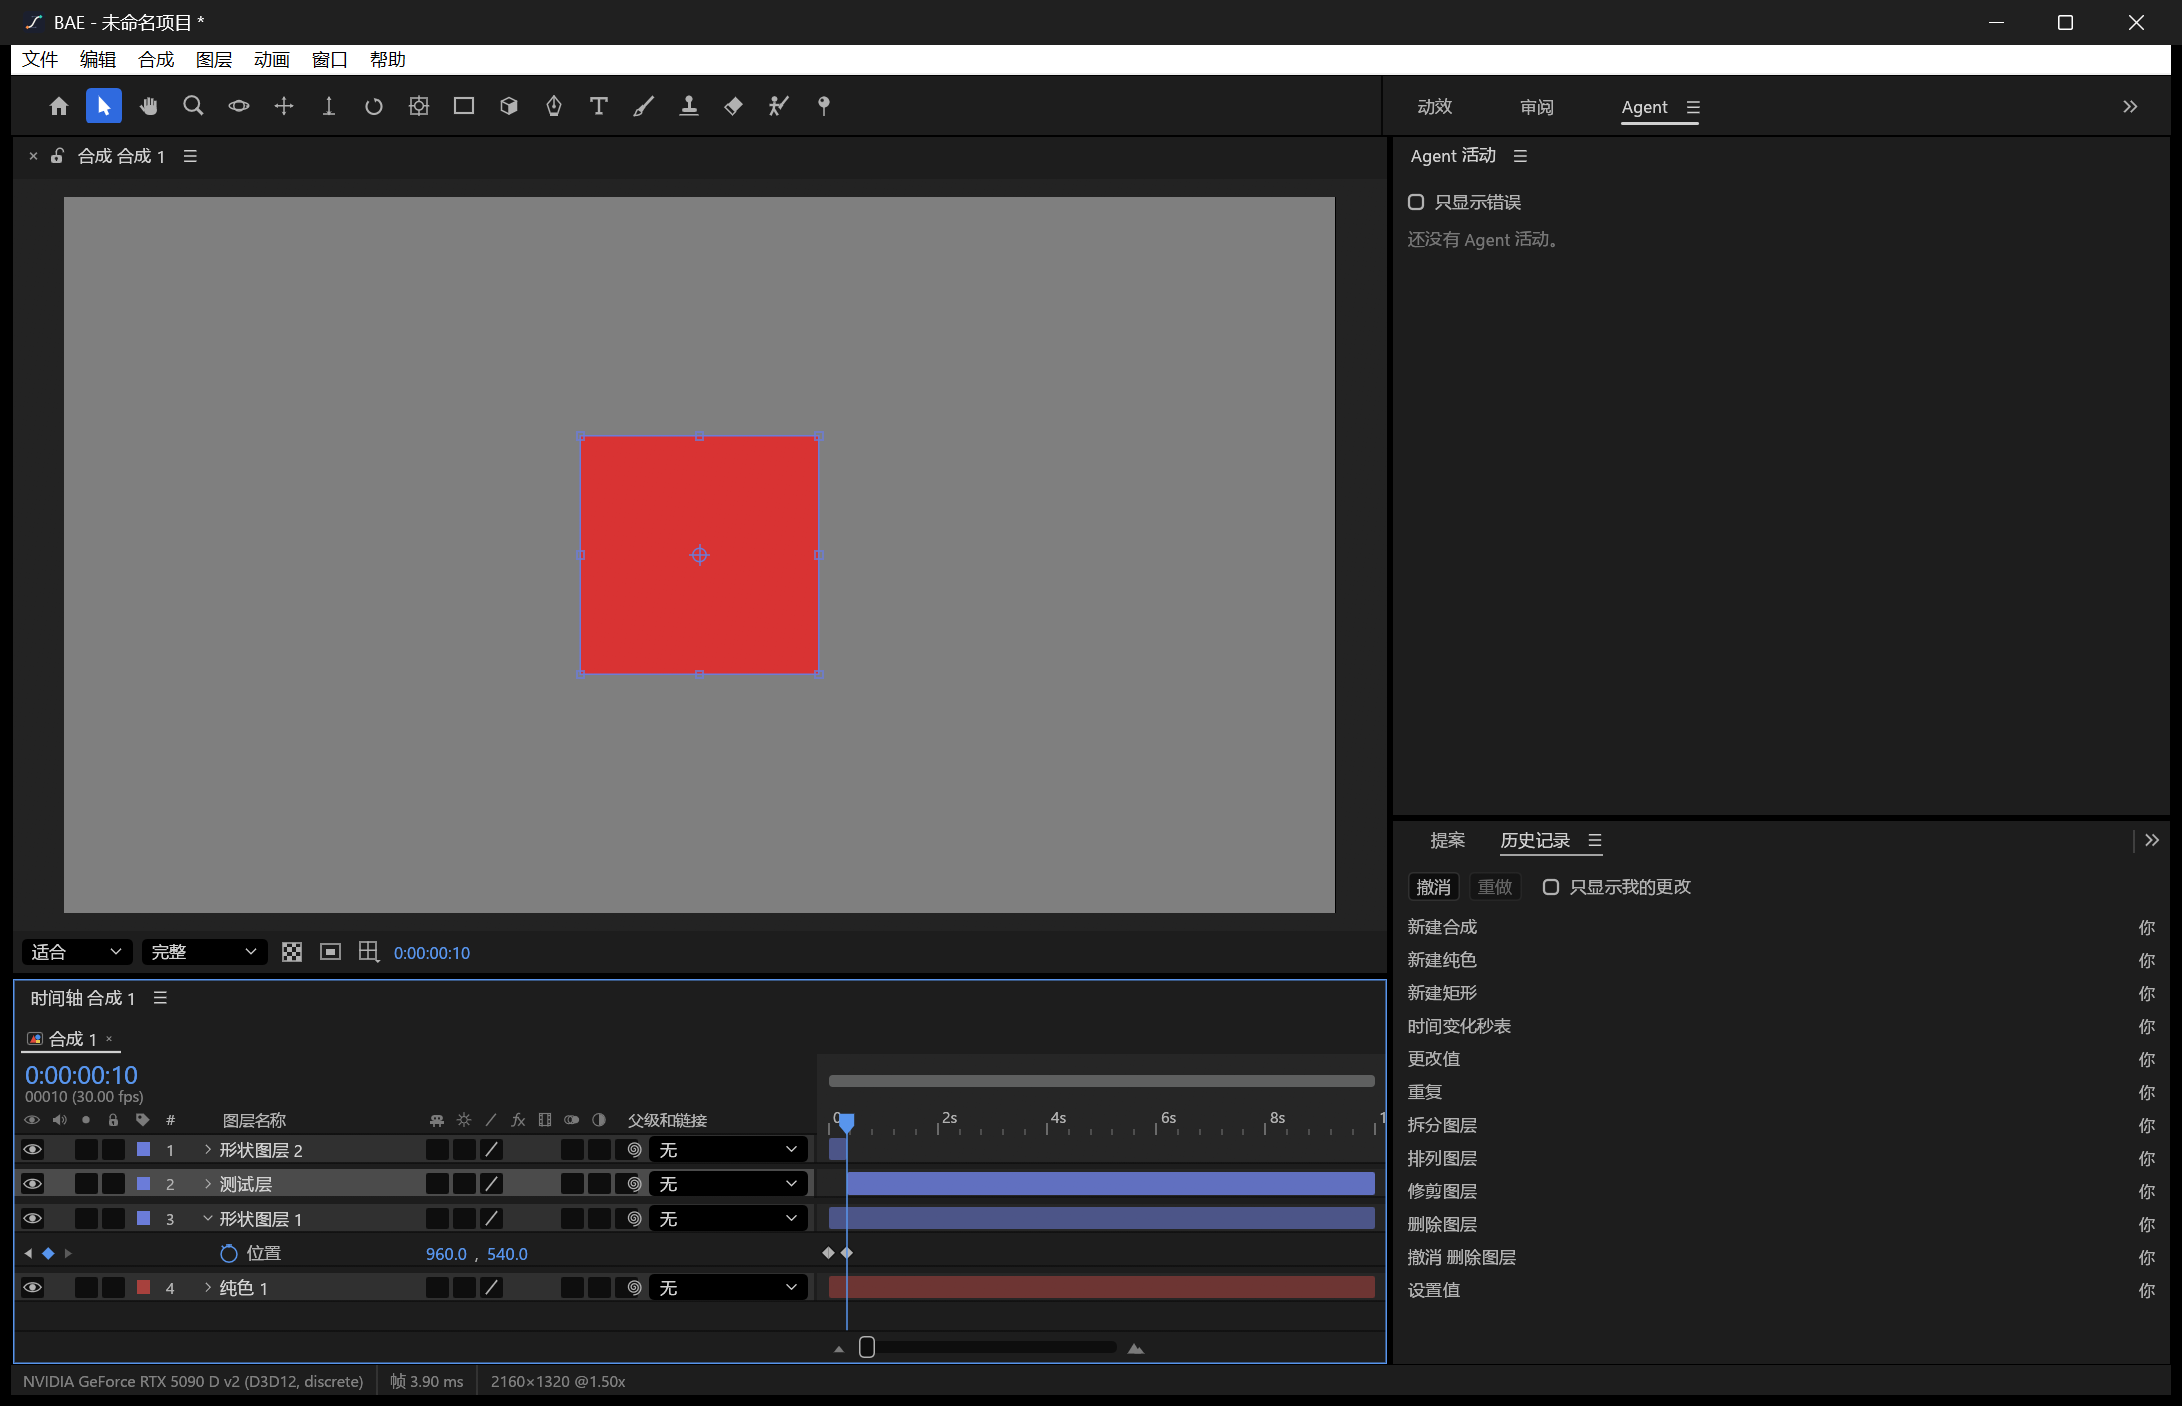 BAE - 未命名项目 *
文件 编辑 合成 图层 动画 窗口 帮助
动效 审阅 Agent
合成 合成 1
Agent 活动
只显示错误
还没有 Agent 活动。
适合 完整 0:00:00:10
提案 历史记录
撤消 重做 只显示我的更改
新建合成 你
新建纯色 你
新建矩形 你
时间变化秒表 你
更改值 你
重复 你
拆分图层 你
排列图层 你
修剪图层 你
删除图层 你
撤消 删除图层 你
设置值 你
时间轴 合成 1
合成 1
0:00:00:10
00010 (30.00 fps)
# 图层名称 fx 父级和链接
0 2s 4s 6s 8s 1
1 形状图层 2 无
2 测试层 无
3 形状图层 1 无
位置 960.0 , 540.0
4 纯色 1 无
NVIDIA GeForce RTX 5090 D v2 (D3D12, discrete) 帧 3.90 ms 2160×1320 @1.50x